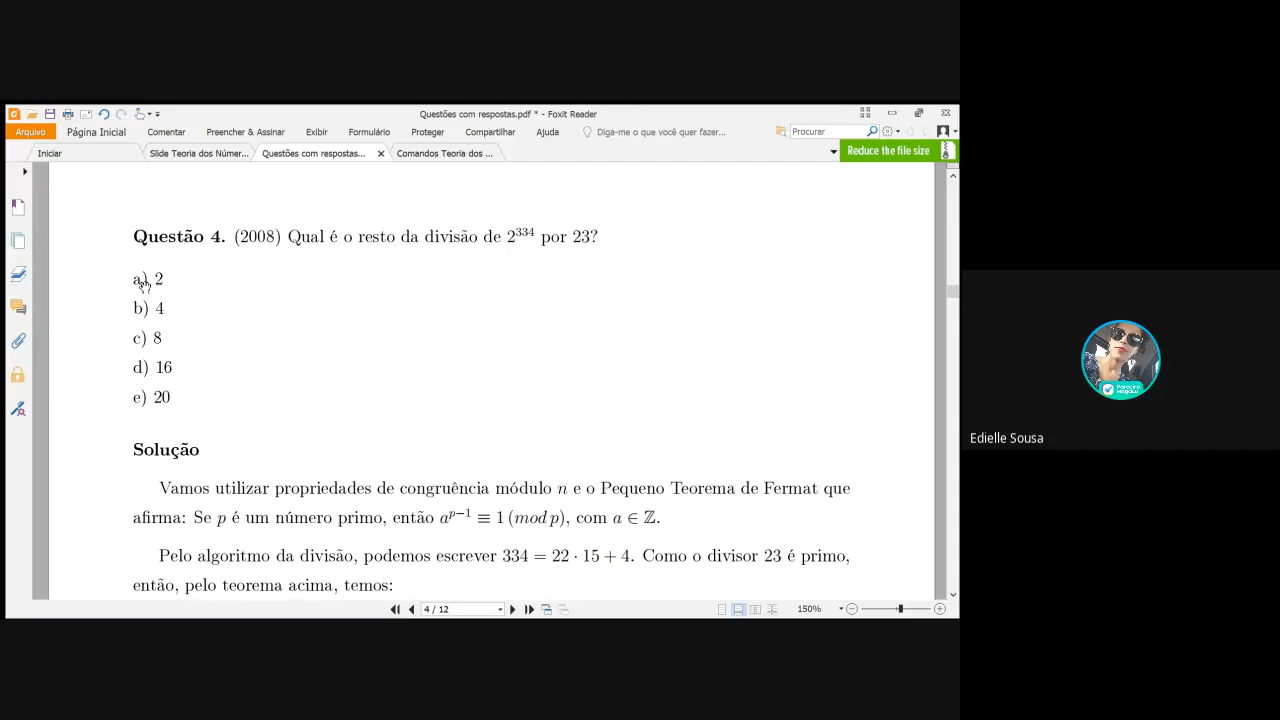 Questões com respostas.pdf * - Foxit Reader
Arquivo Página Inicial Comentar Preencher & Assinar Exibir Formulário Proteger Compartilhar Ajuda Diga-me o que você quer fazer... Procurar
Iniciar Slide Teoria dos Númer... Questões com respostas... Comandos Teoria dos ... Reduce the file size
Questão 4. (2008) Qual é o resto da divisão de 2³³⁴ por 23?
a) 2
b) 4
c) 8
d) 16
e) 20
Solução
Vamos utilizar propriedades de congruência módulo n e o Pequeno Teorema de Fermat que
afirma: Se p é um número primo, então aᵖ⁻¹ ≡ 1 (mod p), com a ∈ ℤ.
Pelo algoritmo da divisão, podemos escrever 334 = 22 · 15 + 4. Como o divisor 23 é primo,
então, pelo teorema acima, temos:
4 / 12 150%
Parceiro
Magalu
Edielle Sousa